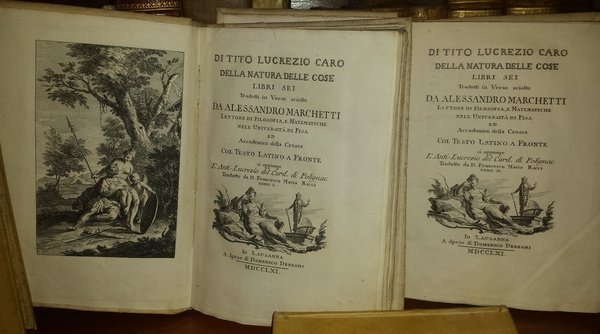 DI TITO LUCREZIO CARO
DELLA NATURA DELLE COSE
LIBRI SEI
Tradotti in Verso sciolto
DA ALESSANDRO MARCHETTI
LETTORE DI FILOSOFIA, E MATEMATICHE
NELL' UNIVERSITÀ DI PISA
ED
Accademico della Crusca
COL TESTO LATINO A FRONTE
si aggiunge
L'Anti-Lucrezio del Card. di Polignac
Tradotto da D. Francesco Maria Ricci
TOMO I.
In LAUSANNA
A Spese di DOMENICO DEREGNI
MDCCLXI.
DI TITO LUCREZIO CARO
DELLA NATURA DELLE COSE
LIBRI SEI
Tradotti in Verso sciolto
DA ALESSANDRO MARCHETTI
LETTORE DI FILOSOFIA, E MATEMATICHE
NELL' UNIVERSITÀ DI PISA
ED
Accademico della Crusca
COL TESTO LATINO A FRONTE
si aggiunge
L'Anti-Lucrezio del Card. di Polignac
Tradotto da D. Francesco Maria Ricci
TOMO II.
In LAUSANNA
A Spese di DOMENICO DEREGNI
MDCCLXI.